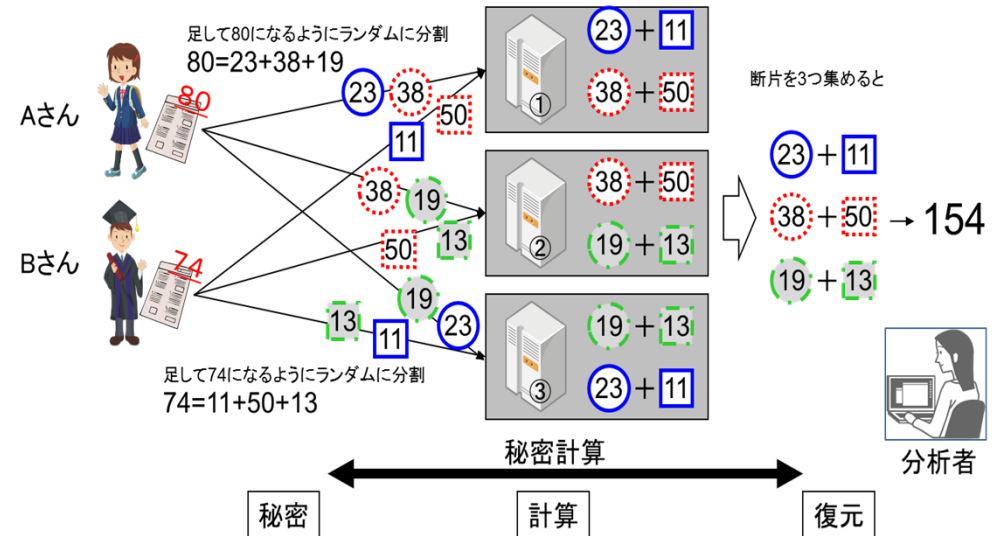 足して80になるようにランダムに分割
80=23+38+19
Aさん
80
23
38
50
11
38
19
50
13
Bさん
74
19
13
11
23
足して74になるようにランダムに分割
74=11+50+13
①
23+11
38+50
②
38+50
19+13
③
19+13
23+11
断片を3つ集めると
23+11
38+50→154
19+13
分析者
秘密計算
秘密
計算
復元